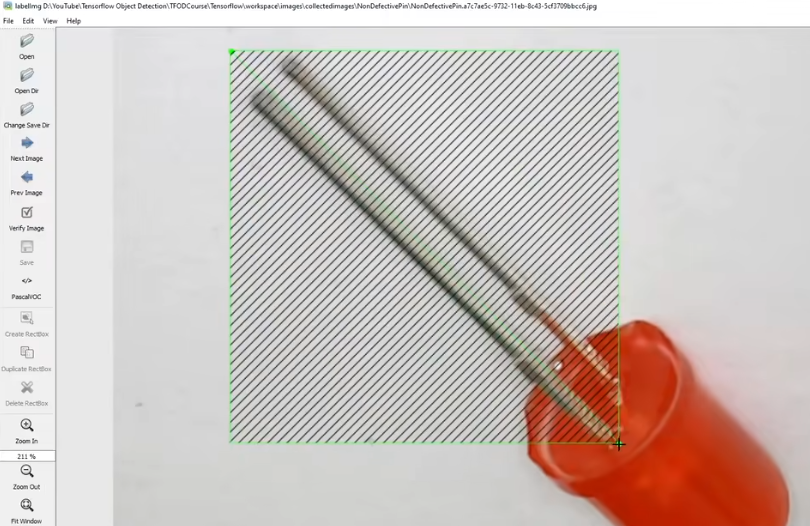 labelImg D:\YouTube\Tensorflow Object Detection\TFODCourse\Tensorflow\workspace\images\collectedimages\NonDefectivePin\NonDefectivePin.a7c7ae5c-9732-11eb-8c43-5cf3709bbcc6.jpg
File Edit View Help
Open
Open Dir
Change Save Dir
Next Image
Prev Image
Verify Image
Save
</>
PascalVOC
Create RectBox
Duplicate RectBox
Delete RectBox
Zoom In
211 %
Zoom Out
Fit Window